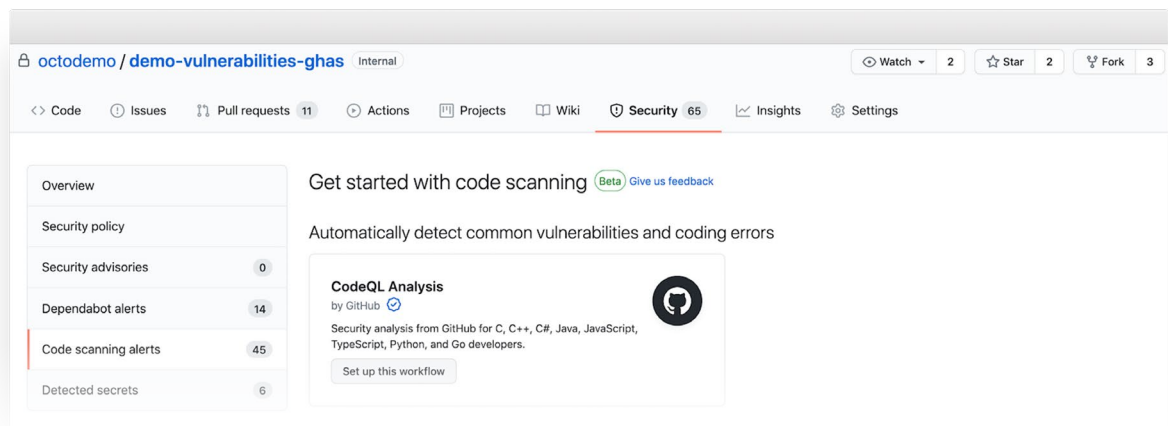 octodemo / demo-vulnerabilities-ghas Internal
Watch 2 Star 2 Fork 3
Code Issues Pull requests 11 Actions Projects Wiki Security 65 Insights Settings
Overview
Security policy
Security advisories 0
Dependabot alerts 14
Code scanning alerts 45
Detected secrets 6
Get started with code scanning Beta Give us feedback
Automatically detect common vulnerabilities and coding errors
CodeQL Analysis
by GitHub
Security analysis from GitHub for C, C++, C#, Java, JavaScript,
TypeScript, Python, and Go developers.
Set up this workflow